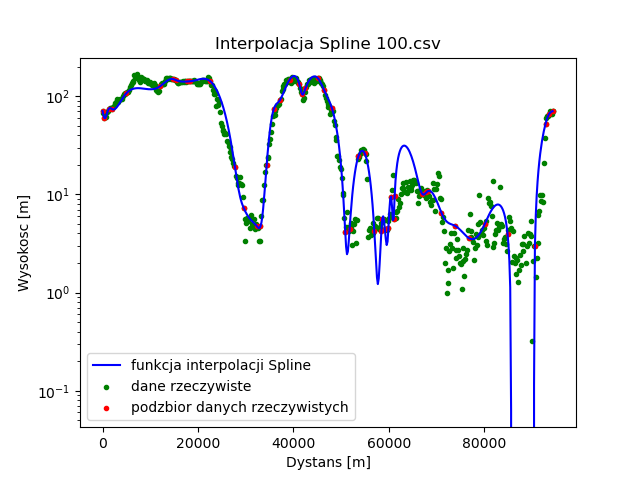 Interpolacja Spline 100.csv
Wysokosc [m]
10²
10¹
10⁰
10⁻¹
funkcja interpolacji Spline
dane rzeczywiste
podzbior danych rzeczywistych
0 20000 40000 60000 80000
Dystans [m]